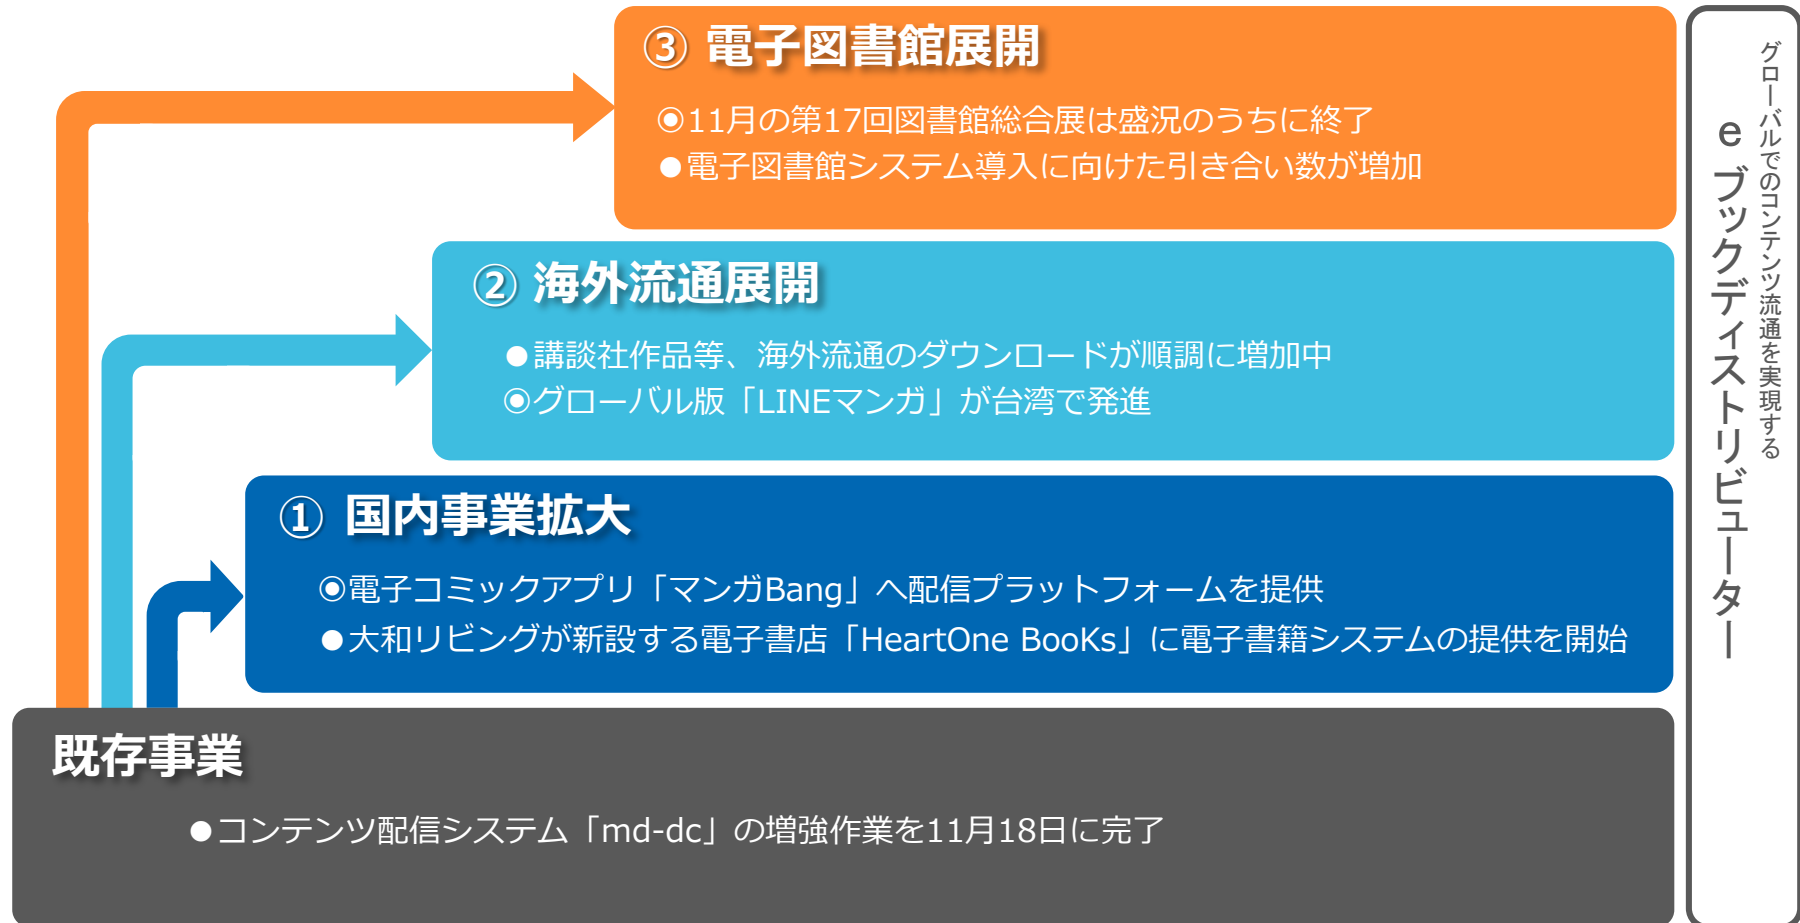 ③ 電子図書館展開
◉11月の第17回図書館総合展は盛況のうちに終了
●電子図書館システム導入に向けた引き合い数が増加
② 海外流通展開
●講談社作品等、海外流通のダウンロードが順調に増加中
◉グローバル版「LINEマンガ」が台湾で発進
① 国内事業拡大
◉電子コミックアプリ「マンガBang」へ配信プラットフォームを提供
●大和リビングが新設する電子書店「HeartOne BooKs」に電子書籍システムの提供を開始
既存事業
●コンテンツ配信システム「md-dc」の増強作業を11月18日に完了
グローバルでのコンテンツ流通を実現する
eブックディストリビューター